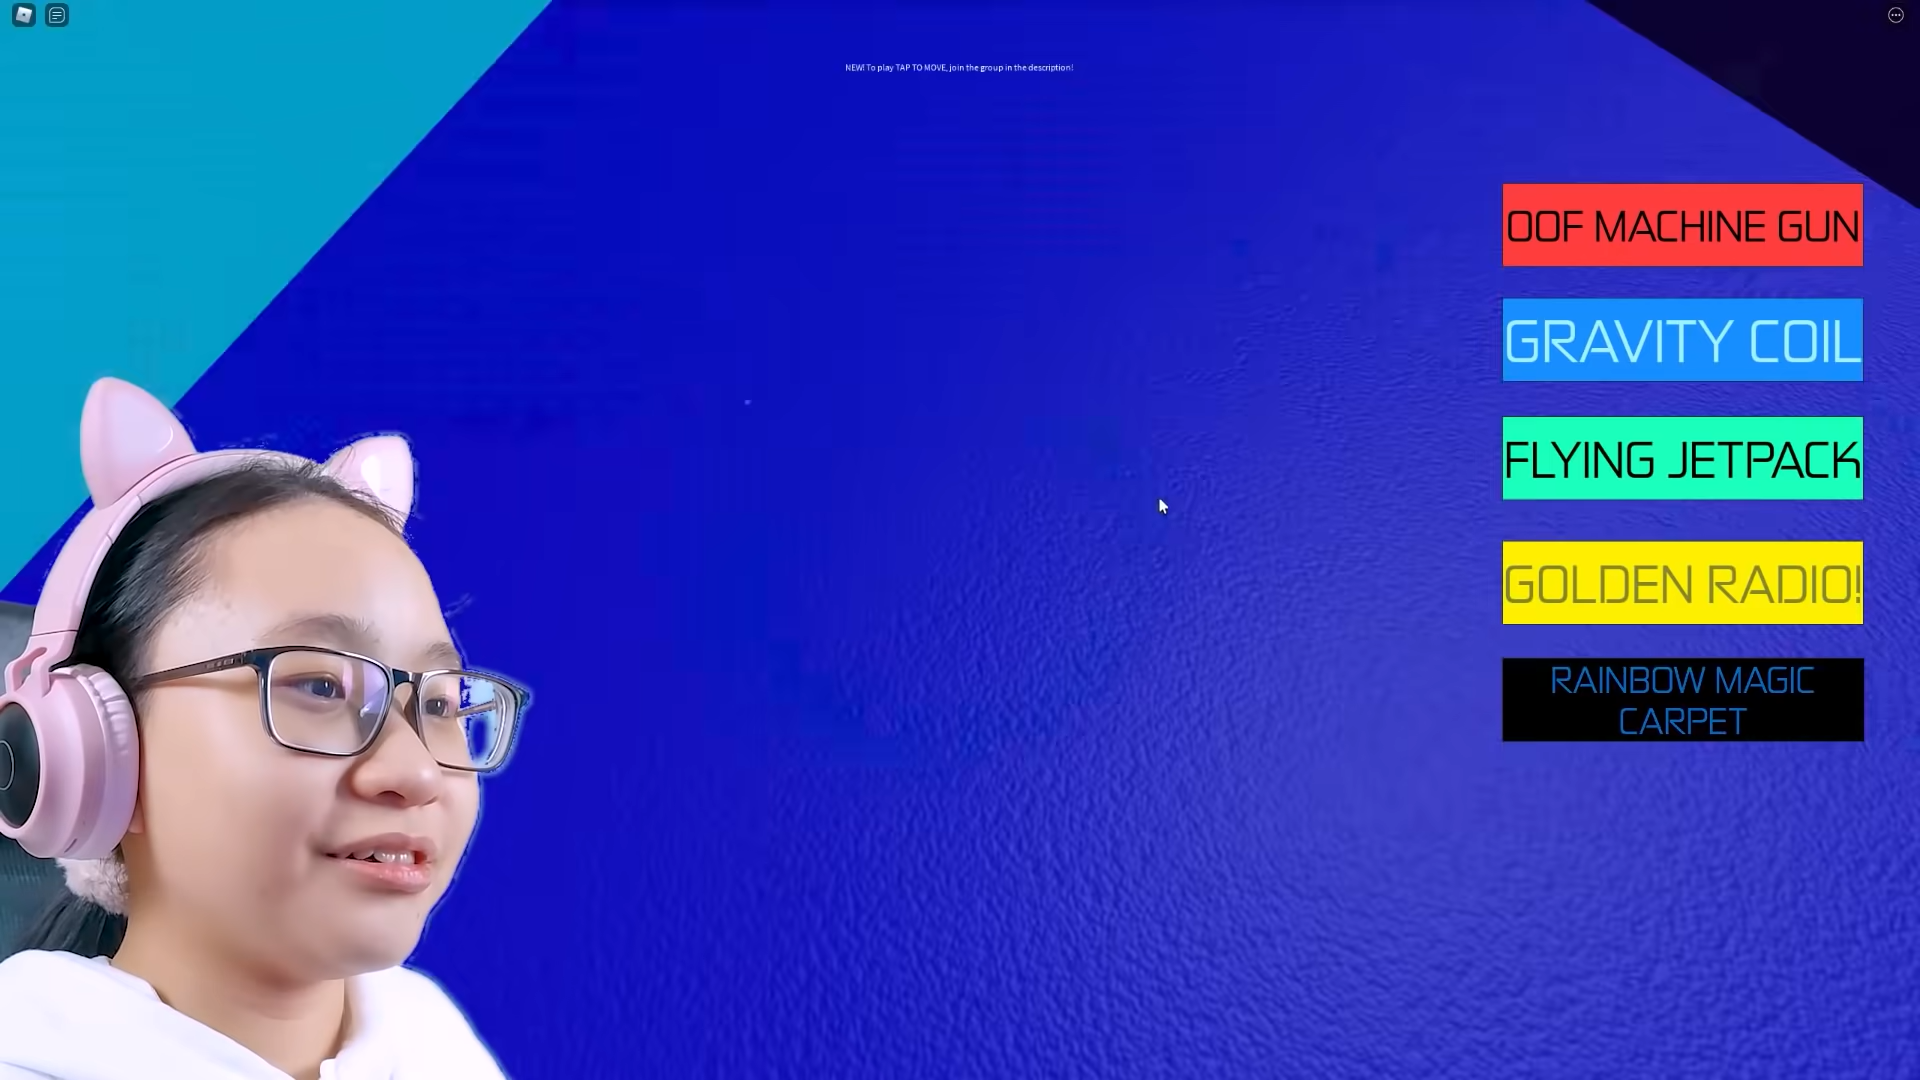 NEW! To play TAP TO MOVE, join the group in the description!
OOF MACHINE GUN
GRAVITY COIL
FLYING JETPACK
GOLDEN RADIO!
RAINBOW MAGIC
CARPET